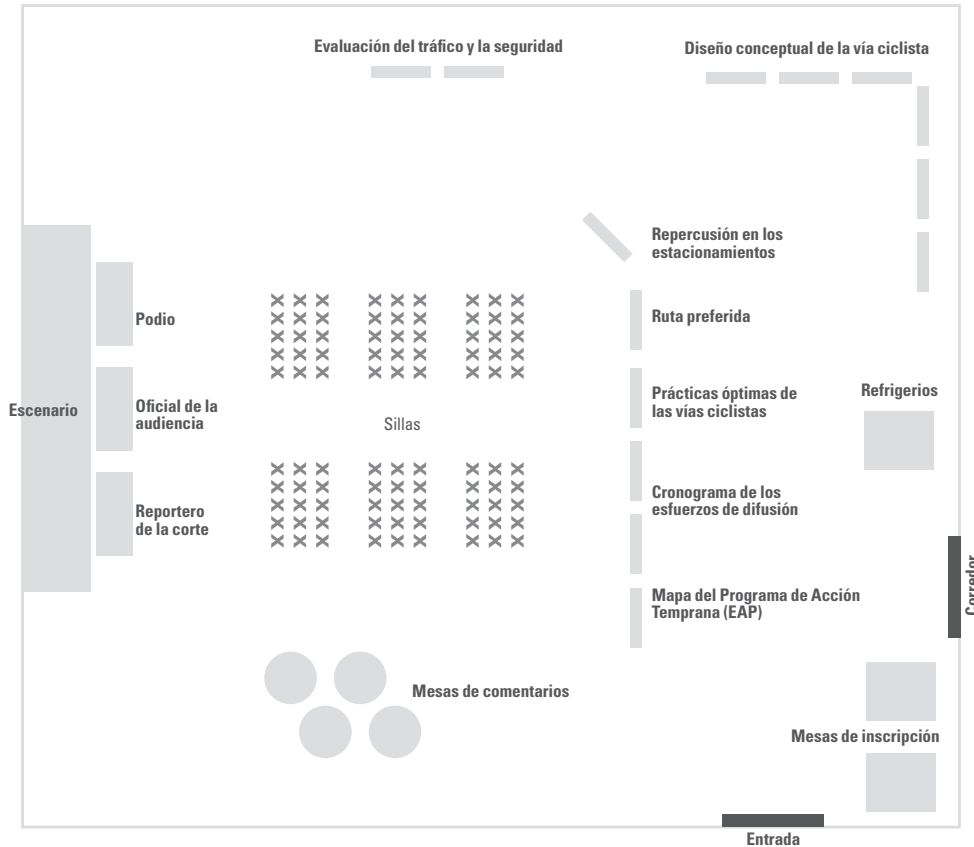 Evaluación del tráfico y la seguridad
Diseño conceptual de la vía ciclista
Repercusión en los
estacionamientos
Podio
Ruta preferida
Escenario
Oficial de la
audiencia
Sillas
Prácticas óptimas de
las vías ciclistas
Refrigerios
Reportero
de la corte
Cronograma de los
esfuerzos de difusión
Corredor
Mapa del Programa de Acción
Temprana (EAP)
Mesas de comentarios
Mesas de inscripción
Entrada